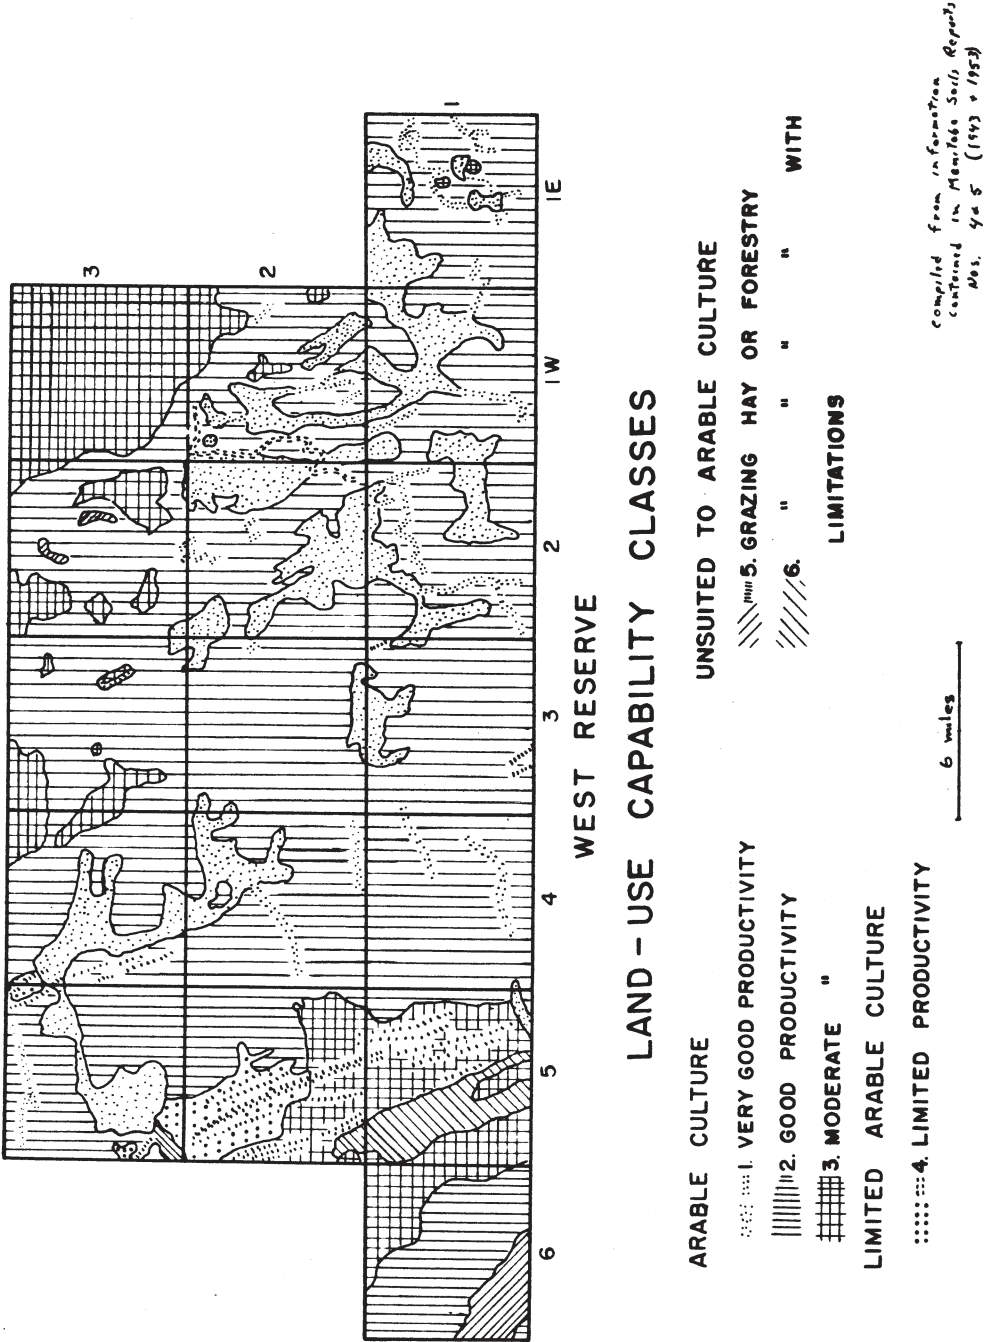 3
2
1
1E
1W
2
3
4
5
6
WEST RESERVE
LAND-USE CAPABILITY CLASSES
ARABLE CULTURE
1. VERY GOOD PRODUCTIVITY
2. GOOD PRODUCTIVITY
3. MODERATE "
LIMITED ARABLE CULTURE
4. LIMITED PRODUCTIVITY
UNSUITED TO ARABLE CULTURE
5. GRAZING HAY OR FORESTRY
6. " " " " WITH
LIMITATIONS
6 miles
compiled from information
contained in Manitoba Soils Reports
Nos. 4 & 5 (1943 + 1953)